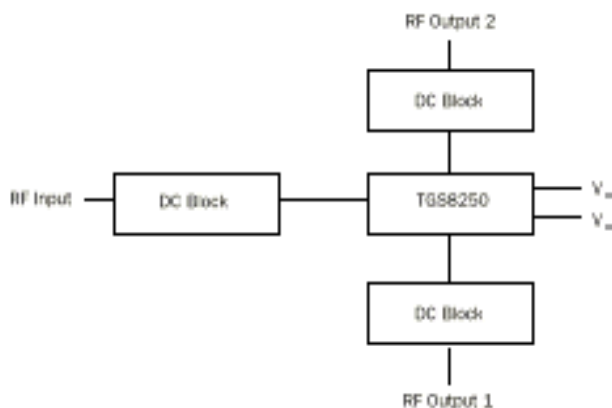 RF Output 2
DC Block
RF Input
DC Block
TGS8250
V
V
DC Block
RF Output 1